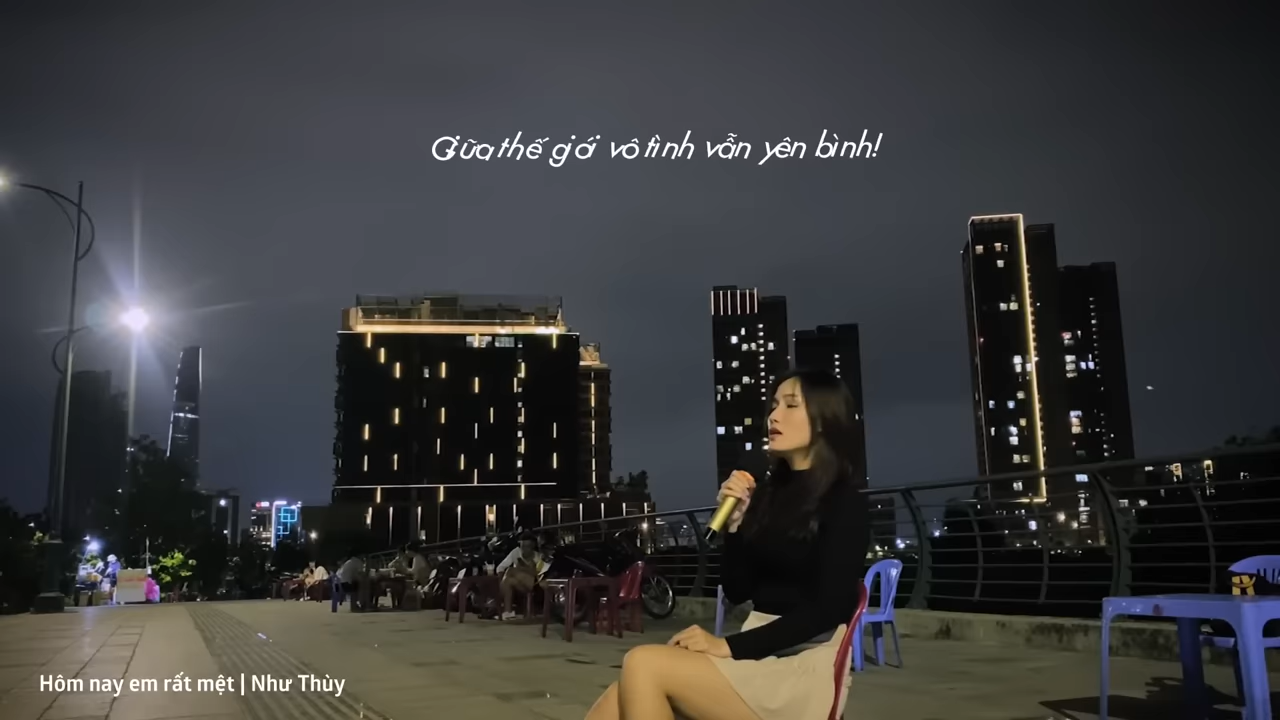 Giữa thế giới vô tình vẫn yên bình!
Hôm nay em rất mệt | Như Thùy